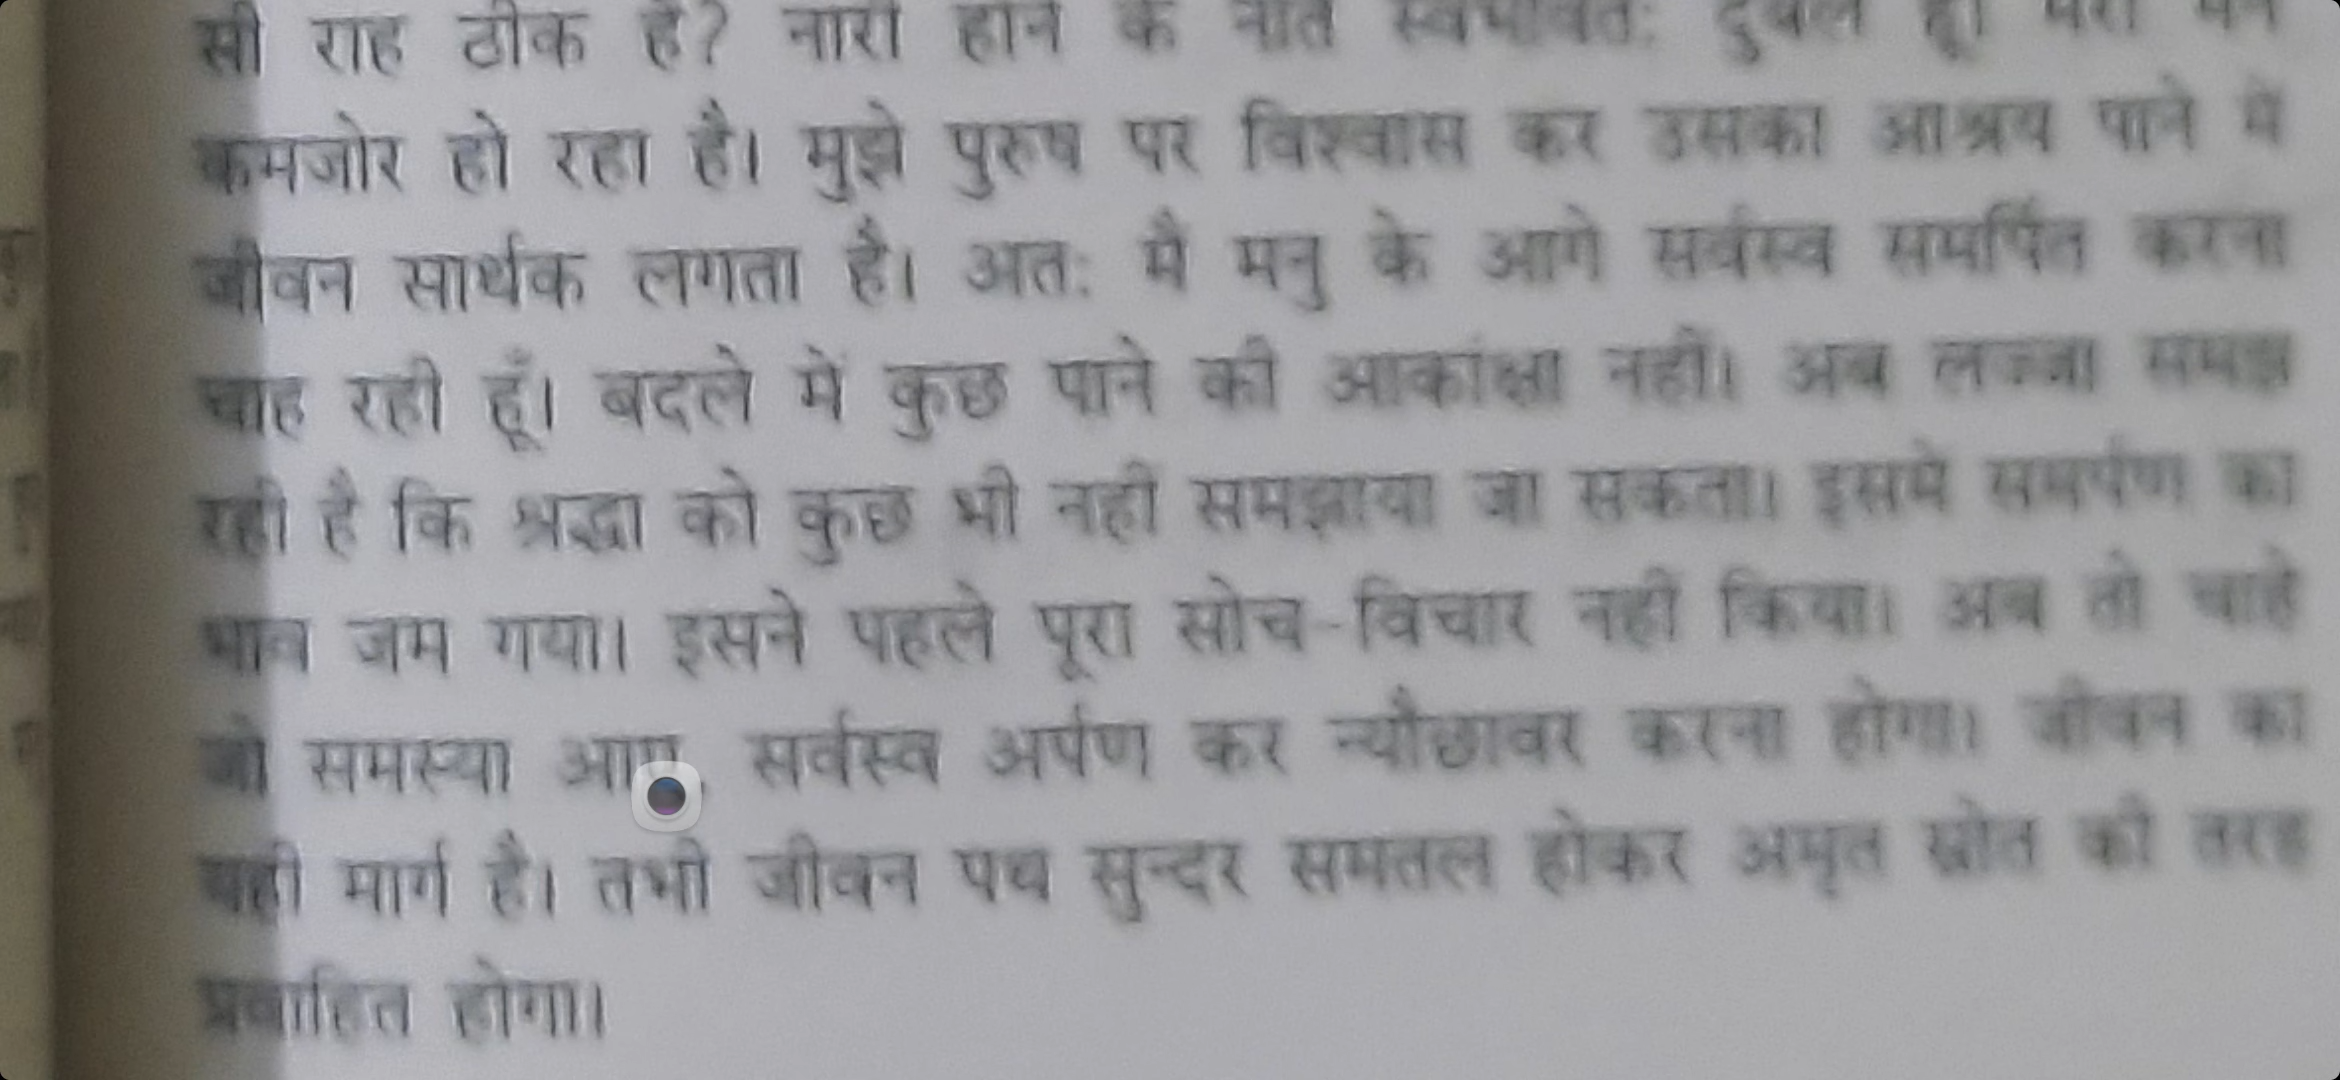 सी राह ठीक है? नारी होने के नाते स्वभावतः दुर्बल हूँ। मेरा मन
कमजोर हो रहा है। मुझे पुरुष पर विश्वास कर उसका आश्रय पाने में
जीवन सार्थक लगता है। अतः मै मनु के आगे सर्वस्व समर्पित करना
चाह रही हूँ। बदले में कुछ पाने की आकांक्षा नहीं। अब लज्जा समझ
रही है कि श्रद्धा को कुछ भी नहीं समझाया जा सकता। इसमें समर्पण का
भाव जम गया। इसने पहले पूरा सोच-विचार नहीं किया। अब तो चाहे
जो समस्या आए, सर्वस्व अर्पण कर न्यौछावर करना होगा। जीवन का
यही मार्ग है। तभी जीवन पथ सुन्दर समतल होकर अमृत स्रोत की तरह
प्रवाहित होगा।